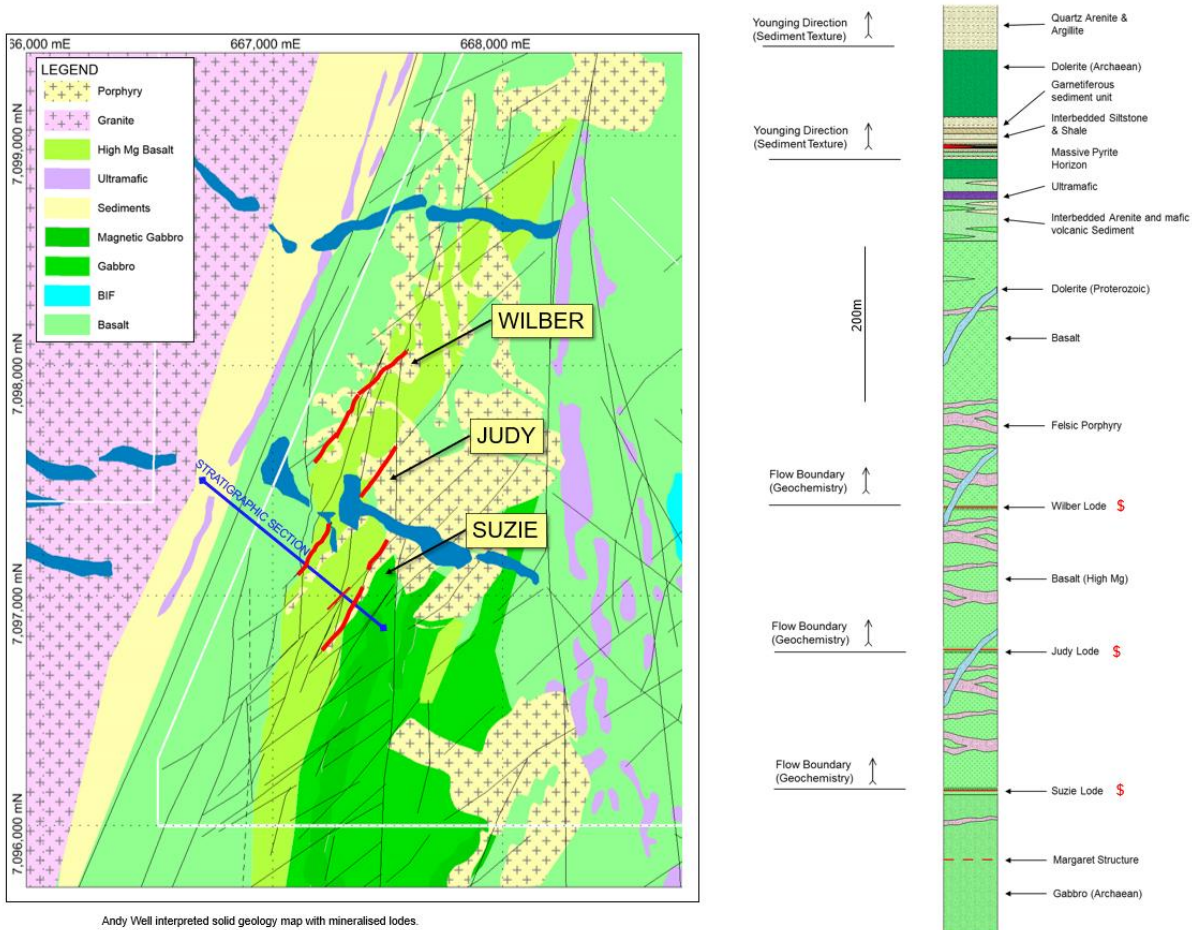 66,000 mE
667,000 mE
668,000 mE
7,099,000 mN
7,098,000 mN
7,097,000 mN
7,096,000 mN
LEGEND
Porphyry
Granite
High Mg Basalt
Ultramafic
Sediments
Magnetic Gabbro
Gabbro
BIF
Basalt
WILBER
JUDY
SUZIE
STRATIGRAPHIC SECTION
Andy Well interpreted solid geology map with mineralised lodes.
Younging Direction
(Sediment Texture)
Younging Direction
(Sediment Texture)
200m
Flow Boundary
(Geochemistry)
Flow Boundary
(Geochemistry)
Flow Boundary
(Geochemistry)
Quartz Arenite &
Argillite
Dolerite (Archaean)
Garnetiferous
sediment unit
Interbedded Siltstone
& Shale
Massive Pyrite
Horizon
Ultramafic
Interbedded Arenite and mafic
volcanic Sediment
Dolerite (Proterozoic)
Basalt
Felsic Porphyry
Wilber Lode $
Basalt (High Mg)
Judy Lode $
Suzie Lode $
Margaret Structure
Gabbro (Archaean)